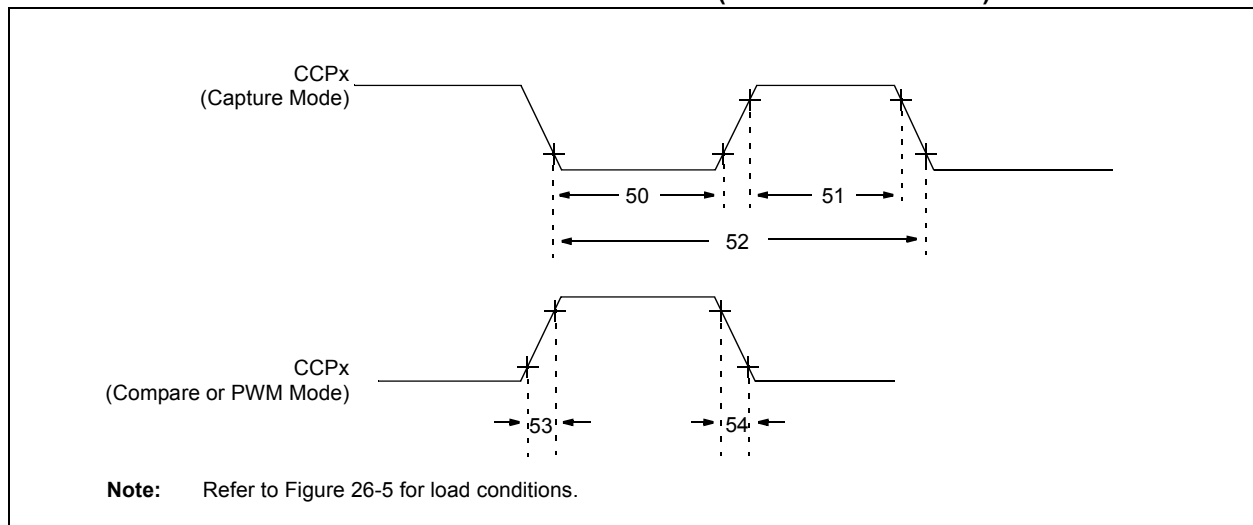 CCPx
(Capture Mode)
50
51
52
CCPx
(Compare or PWM Mode)
53
54
Note: Refer to Figure 26-5 for load conditions.